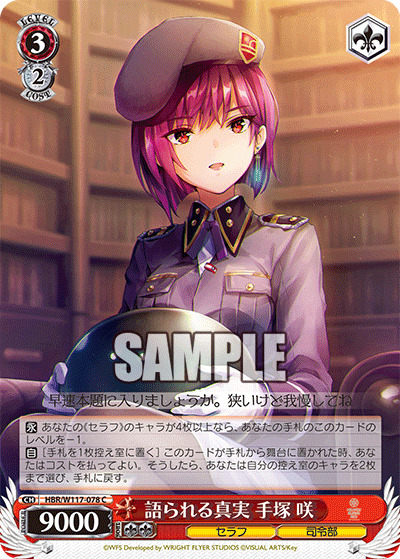 LEVEL
3
2
COST
SAMPLE
早速本題に入りましょうか。狭いけど我慢してね
永 あなたの《セラフ》のキャラが4枚以上なら、あなたの手札のこのカードの
レベルを－1。
自 ［手札を1枚控え室に置く］ このカードが手札から舞台に置かれた時、あな
たはコストを払ってよい。そうしたら、あなたは自分の控え室のキャラを2枚
まで選び、手札に戻す。
CH HBR/W117-078 C
9000
語られる真実 手塚 咲
セラフ 司令部
©WFS Developed by WRIGHT FLYER STUDIOS ©VISUAL ARTS/Key